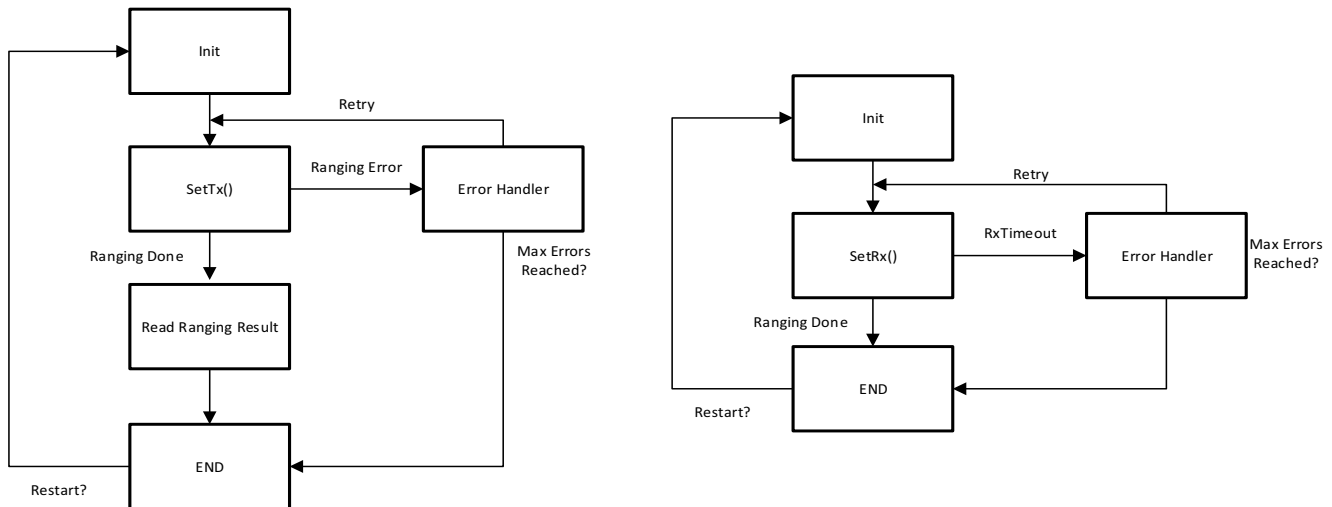 Init
Retry
SetTx()
Ranging Error
Error Handler
Ranging Done
Max Errors
Reached?
Read Ranging Result
END
Restart?
Init
Retry
SetRx()
RxTimeout
Error Handler
Max Errors
Reached?
Ranging Done
END
Restart?